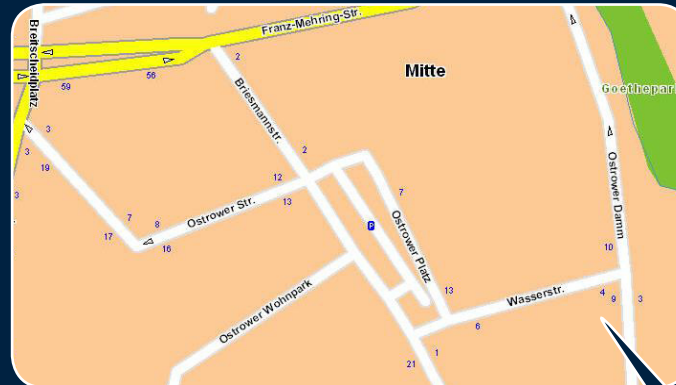 Franz-Mehring-Str.
Breitscheidplatz
2
56
59
Mitte
Goethepark
Briesmannstr.
3
3
19
3
2
12
13
7
Ostrower Str.
7
8
17
16
P
Ostrower Platz
Ostrower Damm
10
Ostrower Wohnpark
13
Wasserstr.
4
9
3
6
1
21